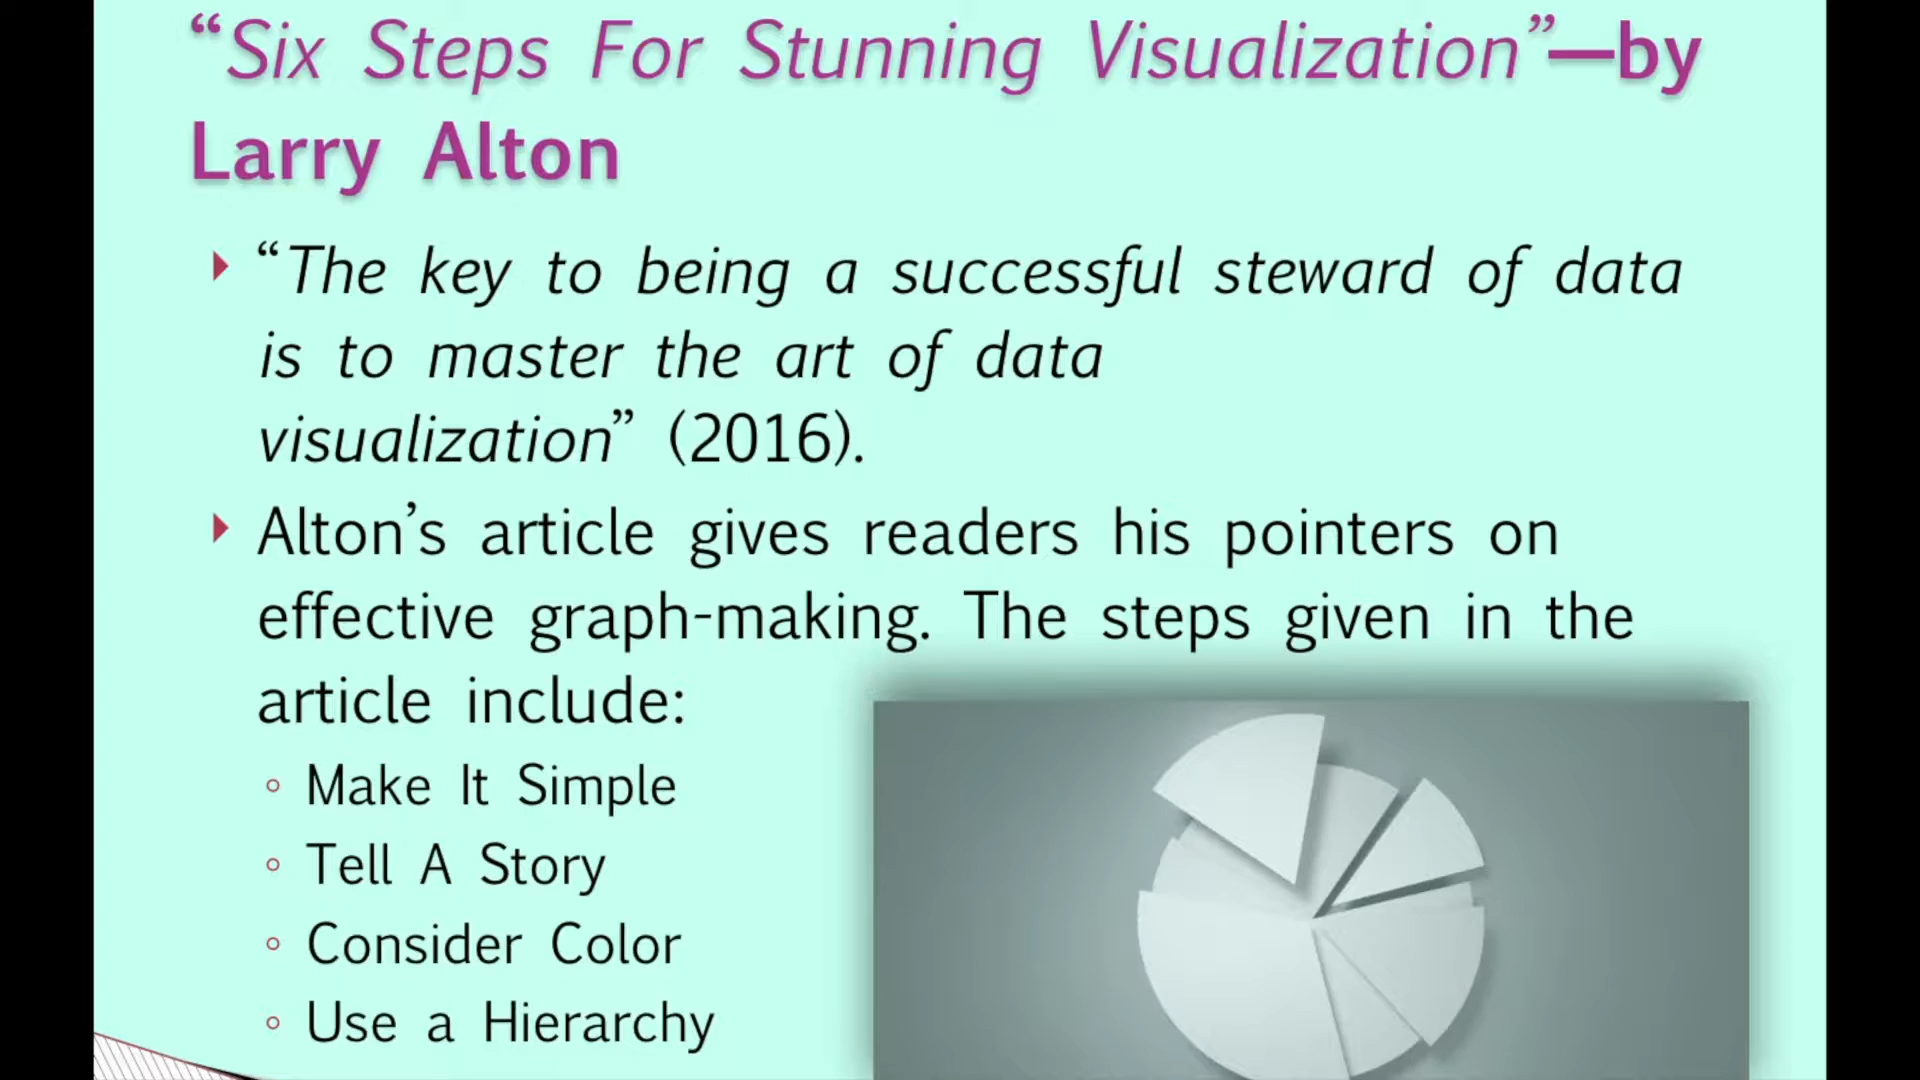 “Six Steps For Stunning Visualization”—by
Larry Alton
“The key to being a successful steward of data
is to master the art of data
visualization” (2016).
Alton’s article gives readers his pointers on
effective graph-making. The steps given in the
article include:
Make It Simple
Tell A Story
Consider Color
Use a Hierarchy